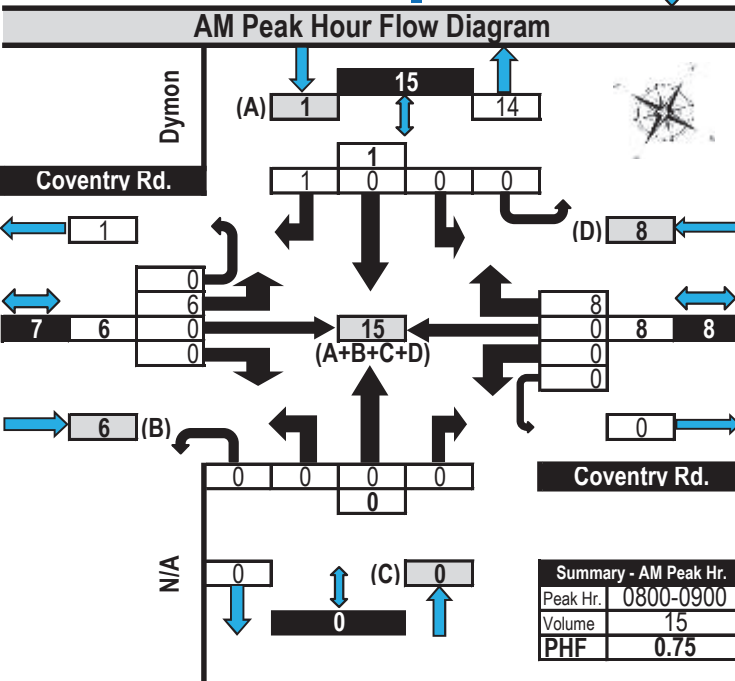 AM Peak Hour Flow Diagram
Dymon
15
(A) 1 14
1
Coventry Rd.
1 0 0 0
1 (D) 8
0
6 8
7 6 0 15 0 8 8
0 (A+B+C+D) 0
0
6 (B) 0
0 0 0 0 Coventry Rd.
0
N/A
0 (C) 0
0
Summary - AM Peak Hr.
Peak Hr. 0800-0900
Volume 15
PHF 0.75